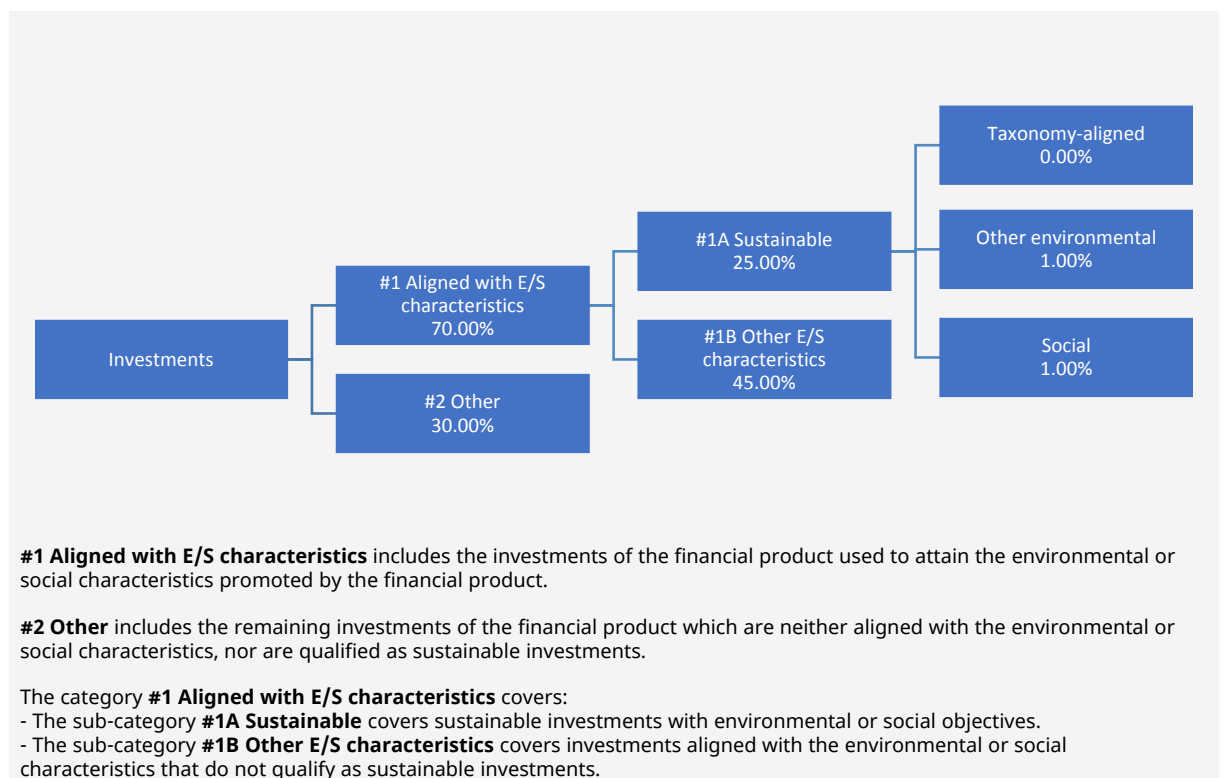 Investments
#1 Aligned with E/S
characteristics
70.00%
#2 Other
30.00%
#1A Sustainable
25.00%
#1B Other E/S
characteristics
45.00%
Taxonomy-aligned
0.00%
Other environmental
1.00%
Social
1.00%
#1 Aligned with E/S characteristics includes the investments of the financial product used to attain the environmental or
social characteristics promoted by the financial product.
#2 Other includes the remaining investments of the financial product which are neither aligned with the environmental or
social characteristics, nor are qualified as sustainable investments.
The category #1 Aligned with E/S characteristics covers:
- The sub-category #1A Sustainable covers sustainable investments with environmental or social objectives.
- The sub-category #1B Other E/S characteristics covers investments aligned with the environmental or social
characteristics that do not qualify as sustainable investments.